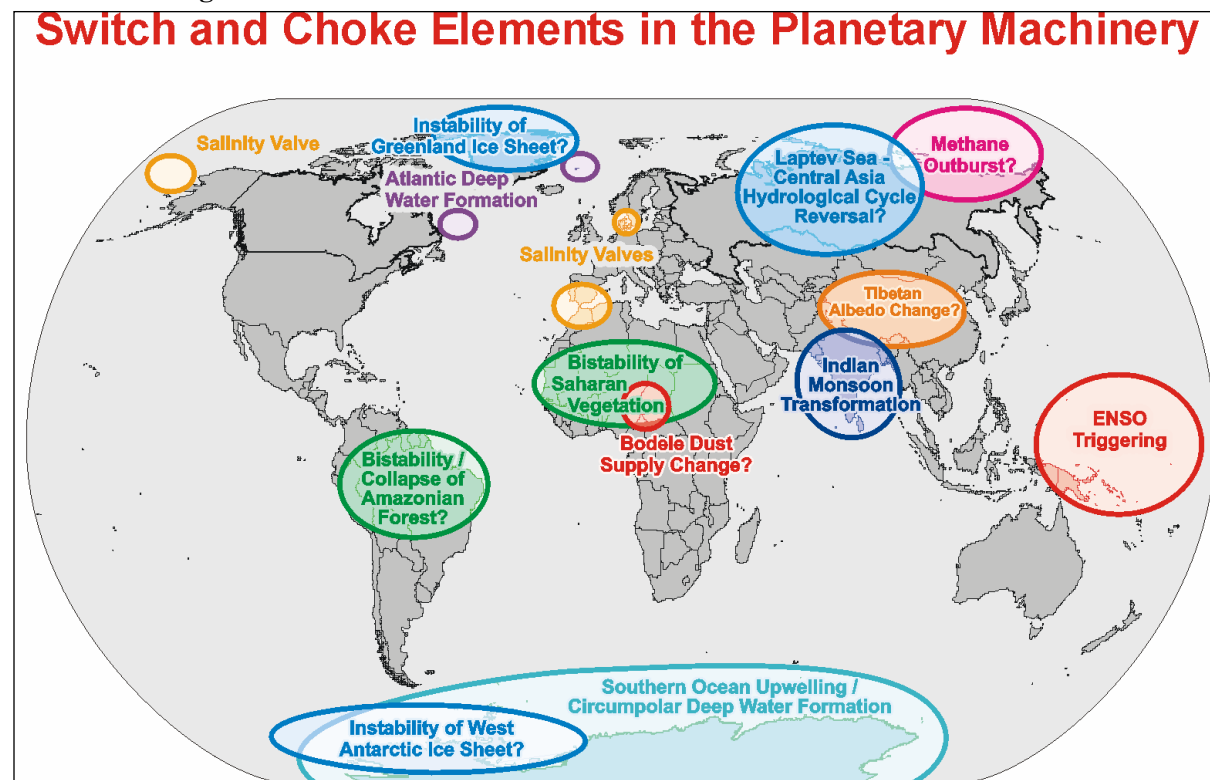 Switch and Choke Elements in the Planetary Machinery
Salinity Valve
Instability of
Greenland Ice Sheet?
Atlantic Deep
Water Formation
Laptev Sea -
Central Asia
Hydrological Cycle
Reversal?
Methane
Outburst?
Salinity Valves
Tibetan
Albedo Change?
Bistability of
Saharan
Vegetation
Indian
Monsoon
Transformation
Bodele Dust
Supply Change?
ENSO
Triggering
Bistability /
Collapse of
Amazonian
Forest?
Southern Ocean Upwelling /
Circumpolar Deep Water Formation
Instability of West
Antarctic Ice Sheet?